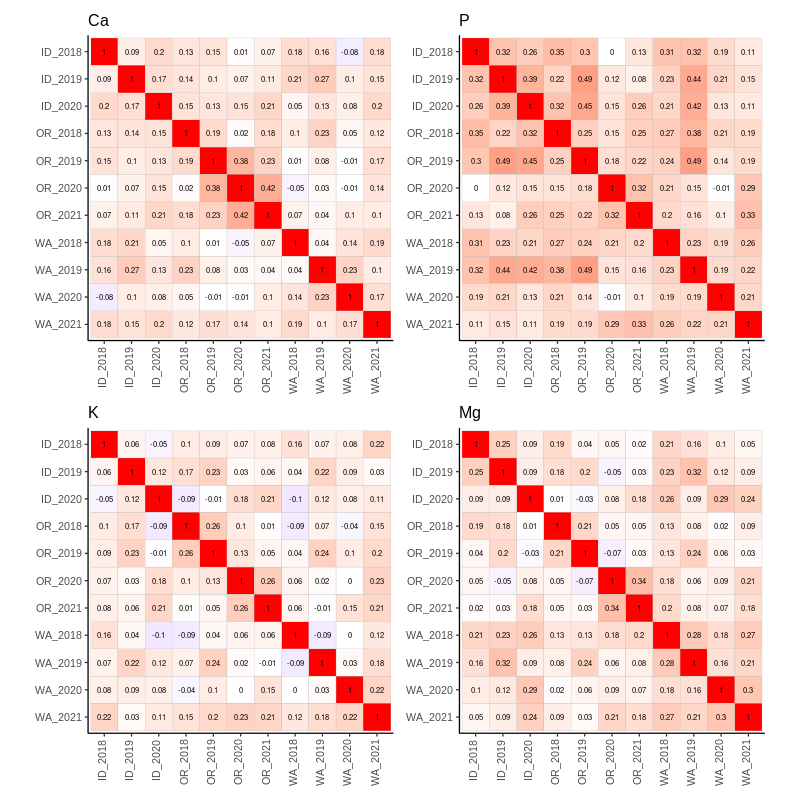 Ca
ID_2018 1 0.09 0.2 0.13 0.15 0.01 0.07 0.18 0.16 -0.08 0.18
ID_2019 0.09 1 0.17 0.14 0.1 0.07 0.11 0.21 0.27 0.1 0.15
ID_2020 0.2 0.17 1 0.15 0.13 0.15 0.21 0.05 0.13 0.08 0.2
OR_2018 0.13 0.14 0.15 1 0.19 0.02 0.18 0.1 0.23 0.05 0.12
OR_2019 0.15 0.1 0.13 0.19 1 0.38 0.23 0.01 0.08 -0.01 0.17
OR_2020 0.01 0.07 0.15 0.02 0.38 1 0.42 -0.05 0.03 -0.01 0.14
OR_2021 0.07 0.11 0.21 0.18 0.23 0.42 1 0.07 0.04 0.1 0.1
WA_2018 0.18 0.21 0.05 0.1 0.01 -0.05 0.07 1 0.04 0.14 0.19
WA_2019 0.16 0.27 0.13 0.23 0.08 0.03 0.04 0.04 1 0.23 0.1
WA_2020 -0.08 0.1 0.08 0.05 -0.01 -0.01 0.1 0.14 0.23 1 0.17
WA_2021 0.18 0.15 0.2 0.12 0.17 0.14 0.1 0.19 0.1 0.17 1
ID_2018 ID_2019 ID_2020 OR_2018 OR_2019 OR_2020 OR_2021 WA_2018 WA_2019 WA_2020 WA_2021
P
ID_2018 1 0.32 0.26 0.35 0.3 0 0.13 0.31 0.32 0.19 0.11
ID_2019 0.32 1 0.39 0.22 0.49 0.12 0.08 0.23 0.44 0.21 0.15
ID_2020 0.26 0.39 1 0.32 0.45 0.15 0.26 0.21 0.42 0.13 0.11
OR_2018 0.35 0.22 0.32 1 0.25 0.15 0.25 0.27 0.38 0.21 0.19
OR_2019 0.3 0.49 0.45 0.25 1 0.18 0.22 0.24 0.49 0.14 0.19
OR_2020 0 0.12 0.15 0.15 0.18 1 0.32 0.21 0.15 -0.01 0.29
OR_2021 0.13 0.08 0.26 0.25 0.22 0.32 1 0.2 0.16 0.1 0.33
WA_2018 0.31 0.23 0.21 0.27 0.24 0.21 0.2 1 0.23 0.19 0.26
WA_2019 0.32 0.44 0.42 0.38 0.49 0.15 0.16 0.23 1 0.19 0.22
WA_2020 0.19 0.21 0.13 0.21 0.14 -0.01 0.1 0.19 0.19 1 0.21
WA_2021 0.11 0.15 0.11 0.19 0.19 0.29 0.33 0.26 0.22 0.21 1
ID_2018 ID_2019 ID_2020 OR_2018 OR_2019 OR_2020 OR_2021 WA_2018 WA_2019 WA_2020 WA_2021
K
ID_2018 1 0.06 -0.05 0.1 0.09 0.07 0.08 0.16 0.07 0.08 0.22
ID_2019 0.06 1 0.12 0.17 0.23 0.03 0.06 0.04 0.22 0.09 0.03
ID_2020 -0.05 0.12 1 -0.09 -0.01 0.18 0.21 -0.1 0.12 0.08 0.11
OR_2018 0.1 0.17 -0.09 1 0.26 0.1 0.01 -0.09 0.07 -0.04 0.15
OR_2019 0.09 0.23 -0.01 0.26 1 0.13 0.05 0.04 0.24 0.1 0.2
OR_2020 0.07 0.03 0.18 0.1 0.13 1 0.26 0.06 0.02 0 0.23
OR_2021 0.08 0.06 0.21 0.01 0.05 0.26 1 0.06 -0.01 0.15 0.21
WA_2018 0.16 0.04 -0.1 -0.09 0.04 0.06 0.06 1 -0.09 0 0.12
WA_2019 0.07 0.22 0.12 0.07 0.24 0.02 -0.01 -0.09 1 0.03 0.18
WA_2020 0.08 0.09 0.08 -0.04 0.1 0 0.15 0 0.03 1 0.22
WA_2021 0.22 0.03 0.11 0.15 0.2 0.23 0.21 0.12 0.18 0.22 1
ID_2018 ID_2019 ID_2020 OR_2018 OR_2019 OR_2020 OR_2021 WA_2018 WA_2019 WA_2020 WA_2021
Mg
ID_2018 1 0.25 0.09 0.19 0.04 0.05 0.02 0.21 0.16 0.1 0.05
ID_2019 0.25 1 0.09 0.18 0.2 -0.05 0.03 0.23 0.32 0.12 0.09
ID_2020 0.09 0.09 1 0.01 -0.03 0.08 0.18 0.26 0.09 0.29 0.24
OR_2018 0.19 0.18 0.01 1 0.21 0.05 0.05 0.13 0.08 0.02 0.09
OR_2019 0.04 0.2 -0.03 0.21 1 -0.07 0.03 0.13 0.24 0.06 0.03
OR_2020 0.05 -0.05 0.08 0.05 -0.07 1 0.34 0.18 0.06 0.09 0.21
OR_2021 0.02 0.03 0.18 0.05 0.03 0.34 1 0.2 0.08 0.07 0.18
WA_2018 0.21 0.23 0.26 0.13 0.13 0.18 0.2 1 0.28 0.18 0.27
WA_2019 0.16 0.32 0.09 0.08 0.24 0.06 0.08 0.28 1 0.16 0.21
WA_2020 0.1 0.12 0.29 0.02 0.06 0.09 0.07 0.18 0.16 1 0.3
WA_2021 0.05 0.09 0.24 0.09 0.03 0.21 0.18 0.27 0.21 0.3 1
ID_2018 ID_2019 ID_2020 OR_2018 OR_2019 OR_2020 OR_2021 WA_2018 WA_2019 WA_2020 WA_2021